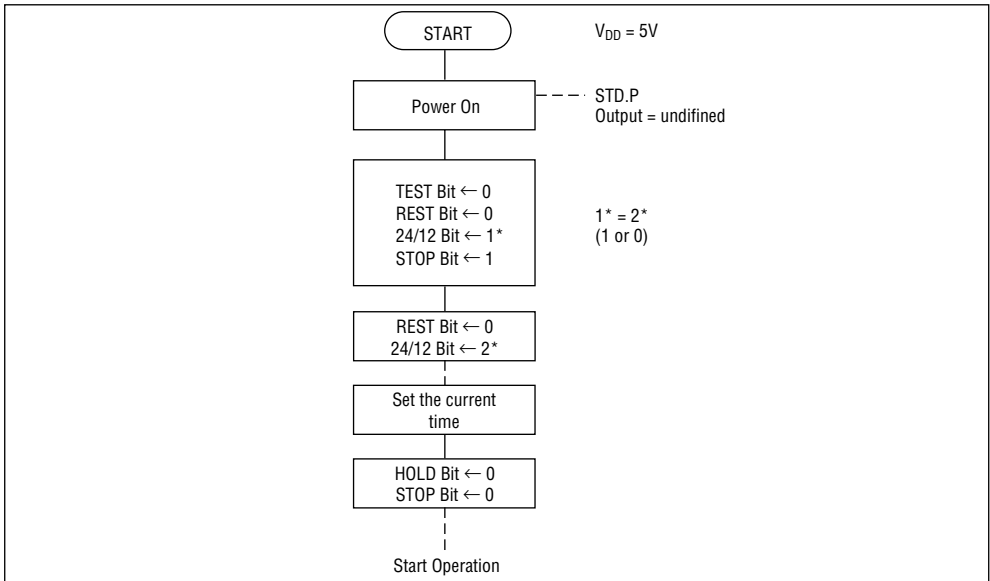 START
V_DD = 5V
Power On
STD.P
Output = undifined
TEST Bit ← 0
REST Bit ← 0
24/12 Bit ← 1*
STOP Bit ← 1
1* = 2*
(1 or 0)
REST Bit ← 0
24/12 Bit ← 2*
Set the current
time
HOLD Bit ← 0
STOP Bit ← 0
Start Operation